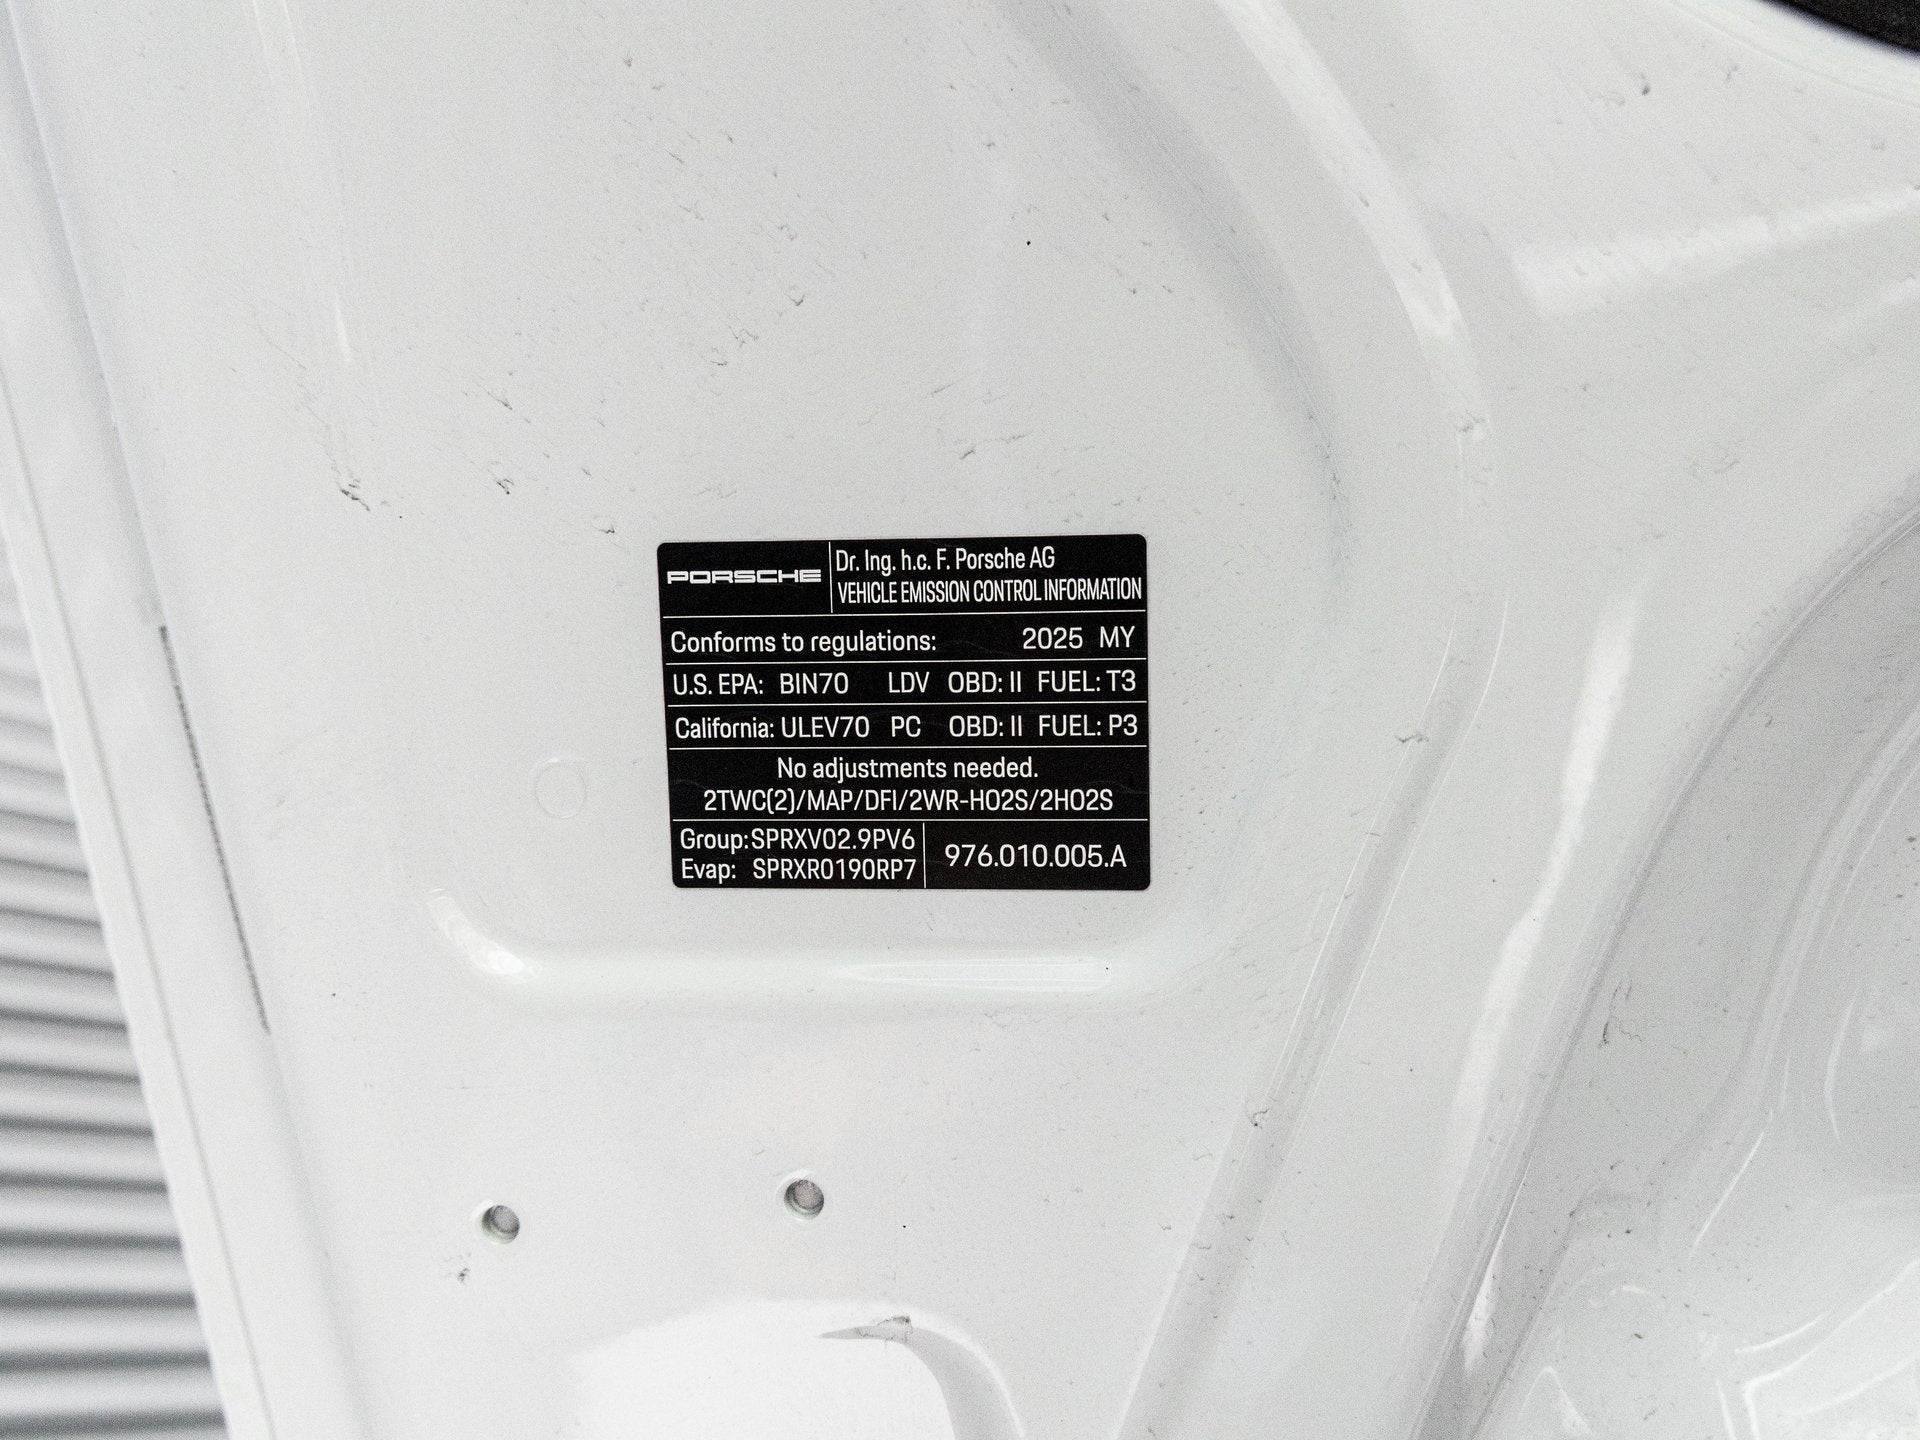 PORSCHE
Dr. Ing. h.c. F. Porsche AG
VEHICLE EMISSION CONTROL INFORMATION
Conforms to regulations: 2025 MY
U.S. EPA: BIN70 LDV OBD: II FUEL: T3
California: ULEV70 PC OBD: II FUEL: P3
No adjustments needed.
2TWC(2)/MAP/DFI/2WR-HO2S/2HO2S
Group: SPRXV02.9PV6
Evap: SPRXR0190RP7
976.010.005.A